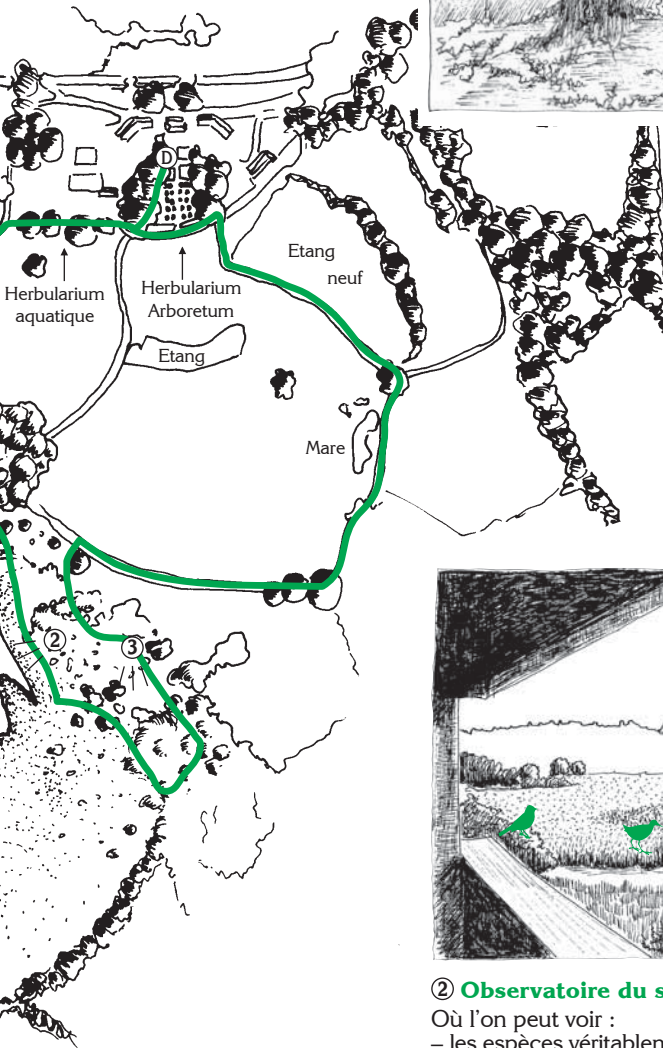 D
Etang
neuf
Herbularium
aquatique
Herbularium
Arboretum
Etang
Mare
2
3
② Observatoire du
Où l'on peut voir :
– les espèces